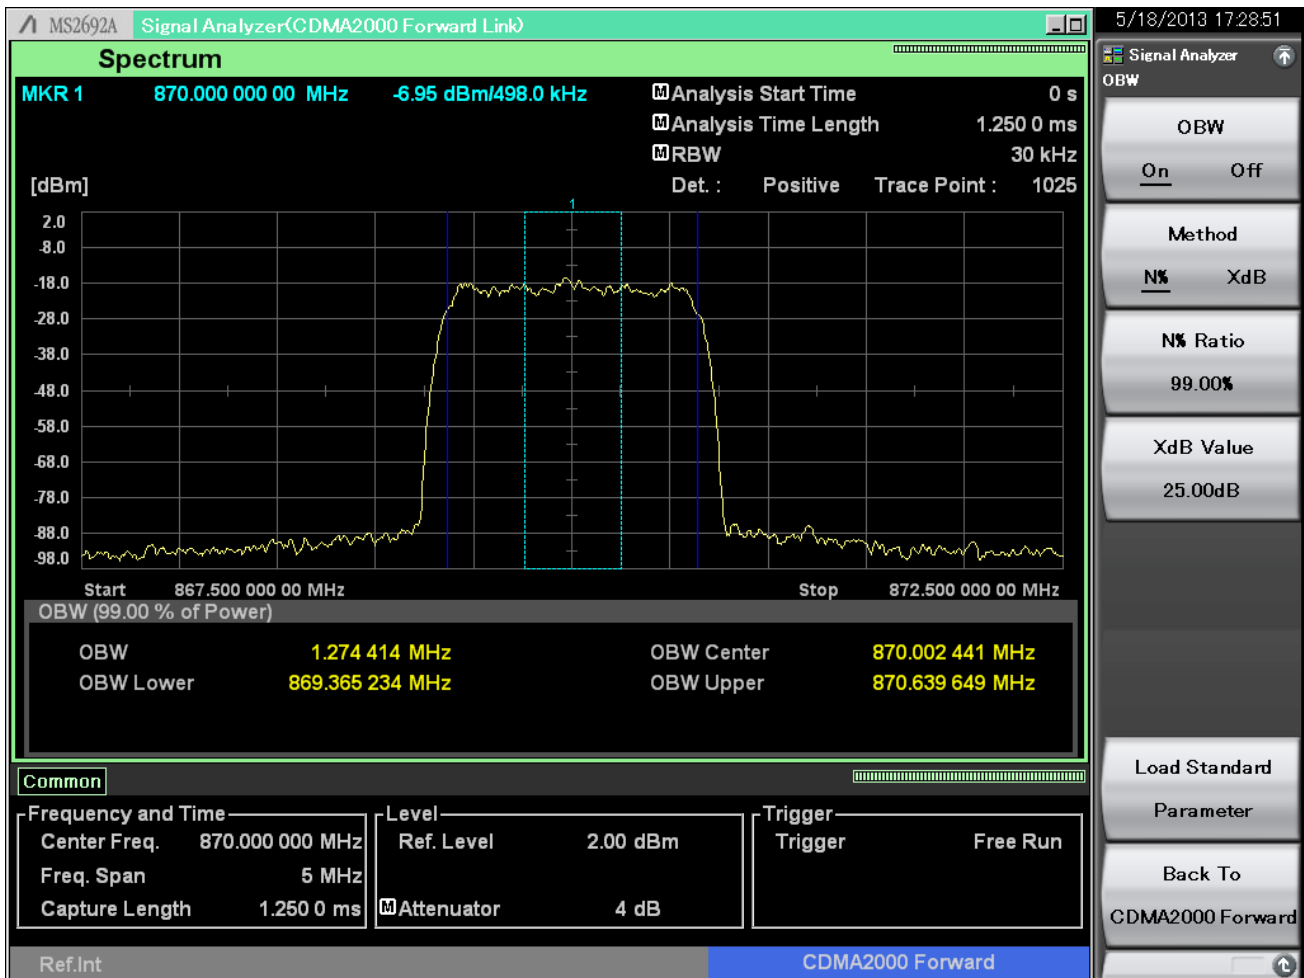 MS2692A Signal Analyzer(CDMA2000 Forward Link)
5/18/2013 17:28:51
Spectrum
MKR 1 870.000 000 00 MHz -6.95 dBm/498.0 kHz
M Analysis Start Time 0 s
M Analysis Time Length 1.250 0 ms
M RBW 30 kHz
[dBm]
Det. : Positive Trace Point : 1025
1
2.0
-8.0
-18.0
-28.0
-38.0
-48.0
-58.0
-68.0
-78.0
-88.0
-98.0
Start 867.500 000 00 MHz
Stop 872.500 000 00 MHz
OBW (99.00 % of Power)
OBW 1.274 414 MHz
OBW Center 870.002 441 MHz
OBW Lower 869.365 234 MHz
OBW Upper 870.639 649 MHz
Common
Frequency and Time
Center Freq. 870.000 000 MHz
Freq. Span 5 MHz
Capture Length 1.250 0 ms
Level
Ref. Level 2.00 dBm
M Attenuator 4 dB
Trigger
Trigger Free Run
Ref.Int
CDMA2000 Forward
Signal Analyzer
OBW
OBW
On Off
Method
N% XdB
N% Ratio
99.00%
XdB Value
25.00dB
Load Standard
Parameter
Back To
CDMA2000 Forward